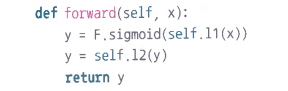 def forward(self, x):
    y = F.sigmoid(self.l1(x))
    y = self.l2(y)
    return y